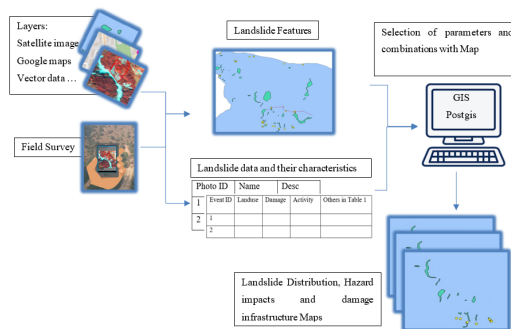 Layers:
Satellite image
Google maps
Vector data …
Field Survey
Landslide Features
Landslide data and their characteristics
Photo ID Name Desc
1
2
Event ID Landuse Damage Activity Others in Table 1
1
2
Selection of parameters and
combinations with Map
GIS
Postgis
Landslide Distribution, Hazard
impacts and damage
infrastructure Maps